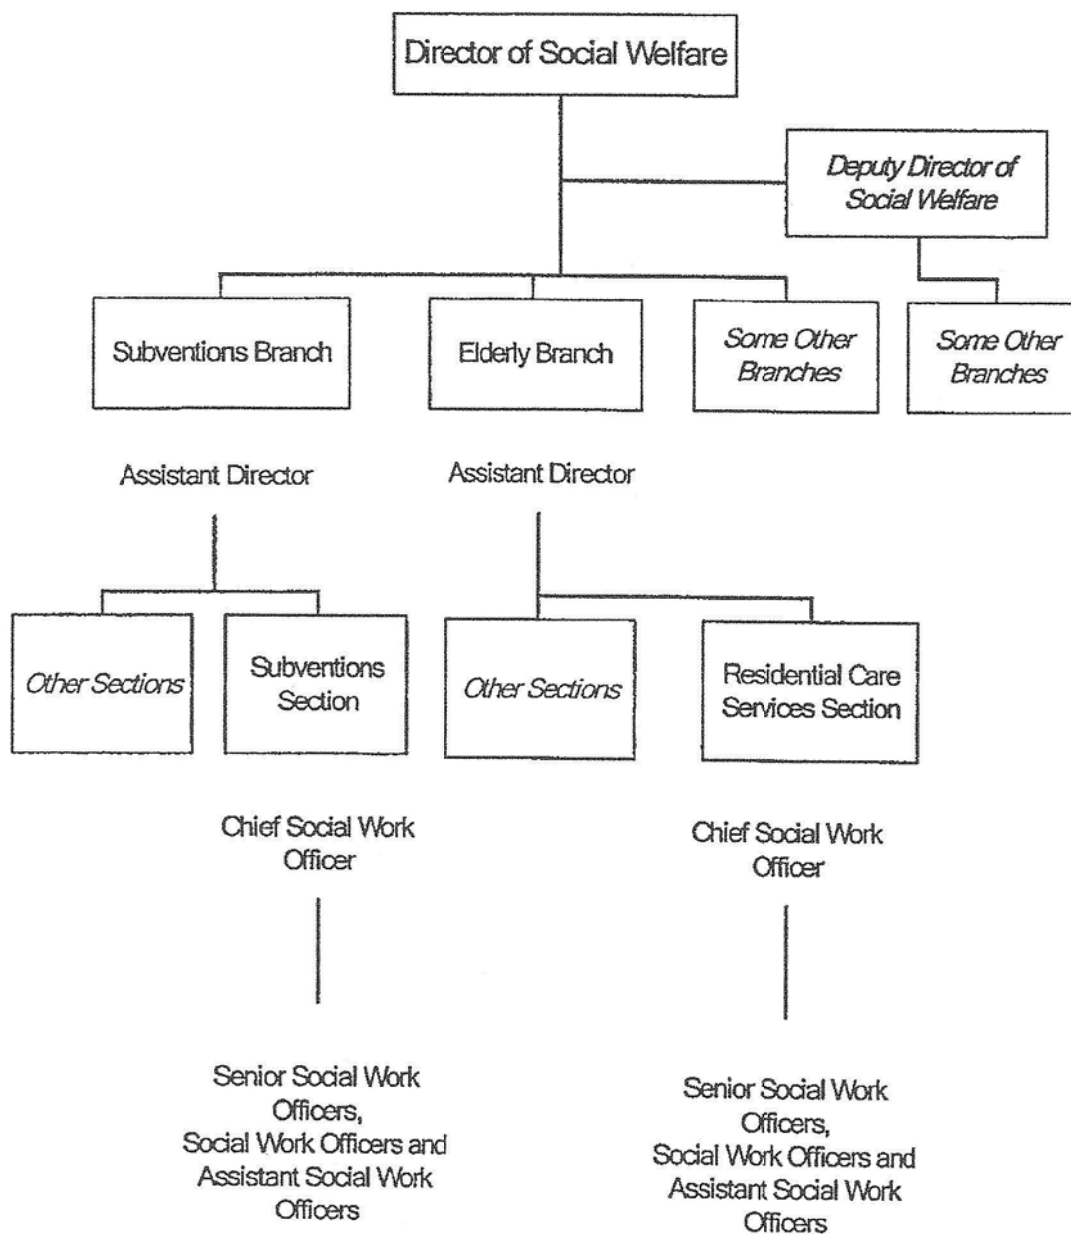 Director of Social Welfare
Deputy Director of
Social Welfare
Subventions Branch
Elderly Branch
Some Other
Branches
Some Other
Branches
Assistant Director
Assistant Director
Other Sections
Subventions
Section
Other Sections
Residential Care
Services Section
Chief Social Work
Officer
Chief Social Work
Officer
Senior Social Work
Officers,
Social Work Officers and
Assistant Social Work
Officers
Senior Social Work
Officers,
Social Work Officers and
Assistant Social Work
Officers